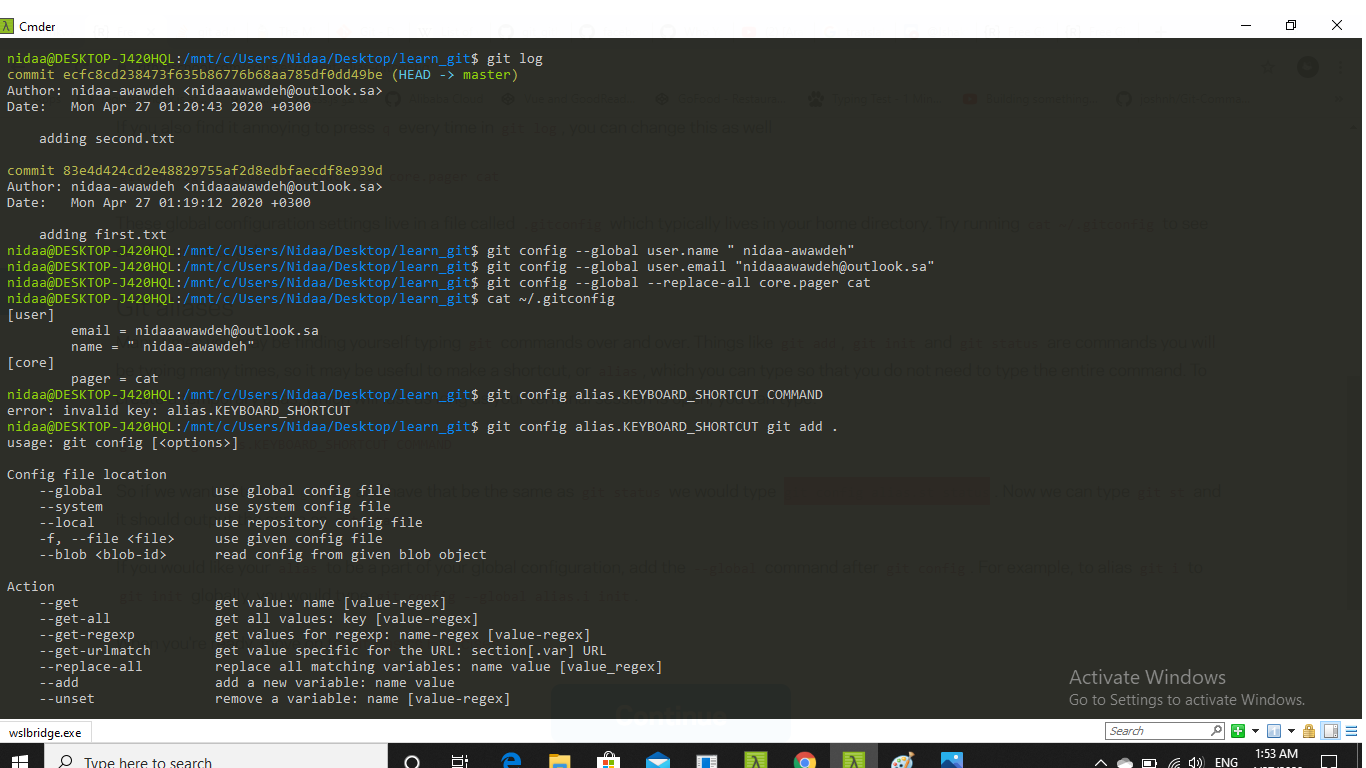 Cmder
nidaa@DESKTOP-J420HQL:/mnt/c/Users/Nidaa/Desktop/learn_git$ git log
commit ecfc8cd238473f635b86776b68aa785df0dd49be (HEAD -> master)
Author: nidaa-awawdeh <nidaaawawdeh@outlook.sa>
Date:   Mon Apr 27 01:20:43 2020 +0300
    adding second.txt
commit 83e4d424cd2e48829755af2d8edbfaecdf8e939d
Author: nidaa-awawdeh <nidaaawawdeh@outlook.sa>
Date:   Mon Apr 27 01:19:12 2020 +0300
    adding first.txt
nidaa@DESKTOP-J420HQL:/mnt/c/Users/Nidaa/Desktop/learn_git$ git config --global user.name " nidaa-awawdeh"
nidaa@DESKTOP-J420HQL:/mnt/c/Users/Nidaa/Desktop/learn_git$ git config --global user.email "nidaaawawdeh@outlook.sa"
nidaa@DESKTOP-J420HQL:/mnt/c/Users/Nidaa/Desktop/learn_git$ git config --global --replace-all core.pager cat
nidaa@DESKTOP-J420HQL:/mnt/c/Users/Nidaa/Desktop/learn_git$ cat ~/.gitconfig
[user]
        email = nidaaawawdeh@outlook.sa
        name = " nidaa-awawdeh"
[core]
        pager = cat
nidaa@DESKTOP-J420HQL:/mnt/c/Users/Nidaa/Desktop/learn_git$ git config alias.KEYBOARD_SHORTCUT COMMAND
error: invalid key: alias.KEYBOARD_SHORTCUT
nidaa@DESKTOP-J420HQL:/mnt/c/Users/Nidaa/Desktop/learn_git$ git config alias.KEYBOARD_SHORTCUT git add .
usage: git config [<options>]
Config file location
    --global              use global config file
    --system              use system config file
    --local               use repository config file
    -f, --file <file>     use given config file
    --blob <blob-id>      read config from given blob object
Action
    --get                 get value: name [value-regex]
    --get-all             get all values: key [value-regex]
    --get-regexp          get values for regexp: name-regex [value-regex]
    --get-urlmatch        get value specific for the URL: section[.var] URL
    --replace-all         replace all matching variables: name value [value_regex]
    --add                 add a new variable: name value
    --unset               remove a variable: name [value-regex]
Continue
Activate Windows
Go to Settings to activate Windows.
wslbridge.exe
Search
Type here to search
ENG
1:53 AM